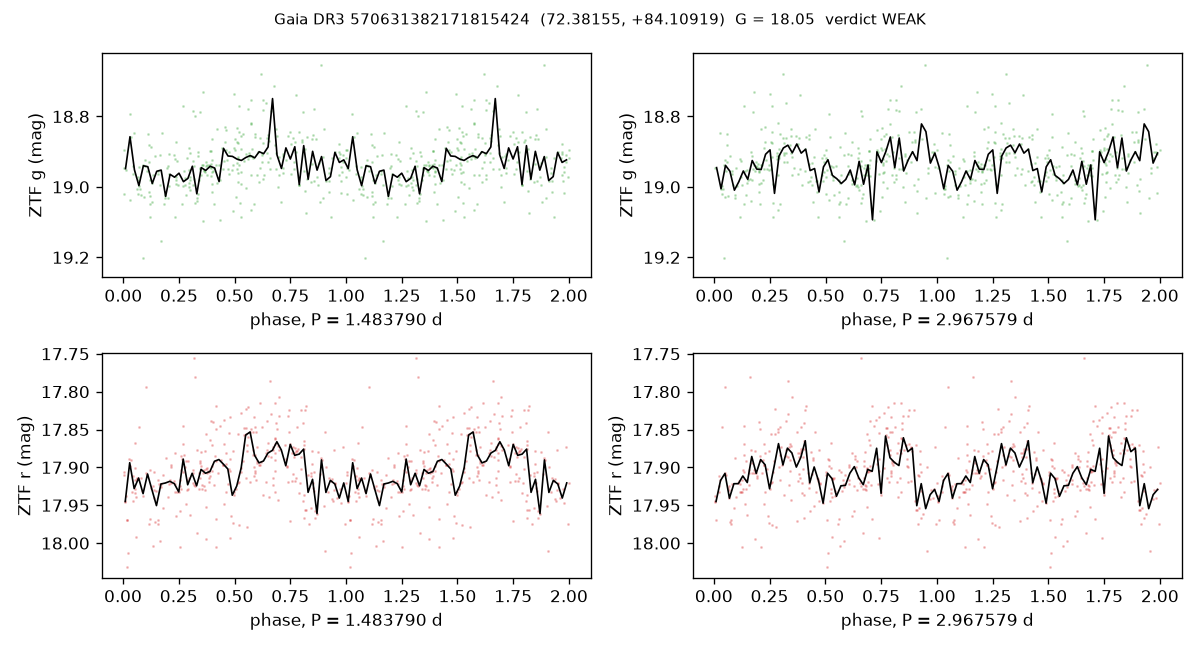 Gaia DR3 570631382171815424 (72.38155, +84.10919) G = 18.05 verdict WEAK
ZTF g (mag)
18.8
19.0
19.2
0.00 0.25 0.50 0.75 1.00 1.25 1.50 1.75 2.00
phase, P = 1.483790 d
ZTF g (mag)
18.8
19.0
19.2
0.00 0.25 0.50 0.75 1.00 1.25 1.50 1.75 2.00
phase, P = 2.967579 d
ZTF r (mag)
17.75
17.80
17.85
17.90
17.95
18.00
0.00 0.25 0.50 0.75 1.00 1.25 1.50 1.75 2.00
phase, P = 1.483790 d
ZTF r (mag)
17.75
17.80
17.85
17.90
17.95
18.00
0.00 0.25 0.50 0.75 1.00 1.25 1.50 1.75 2.00
phase, P = 2.967579 d